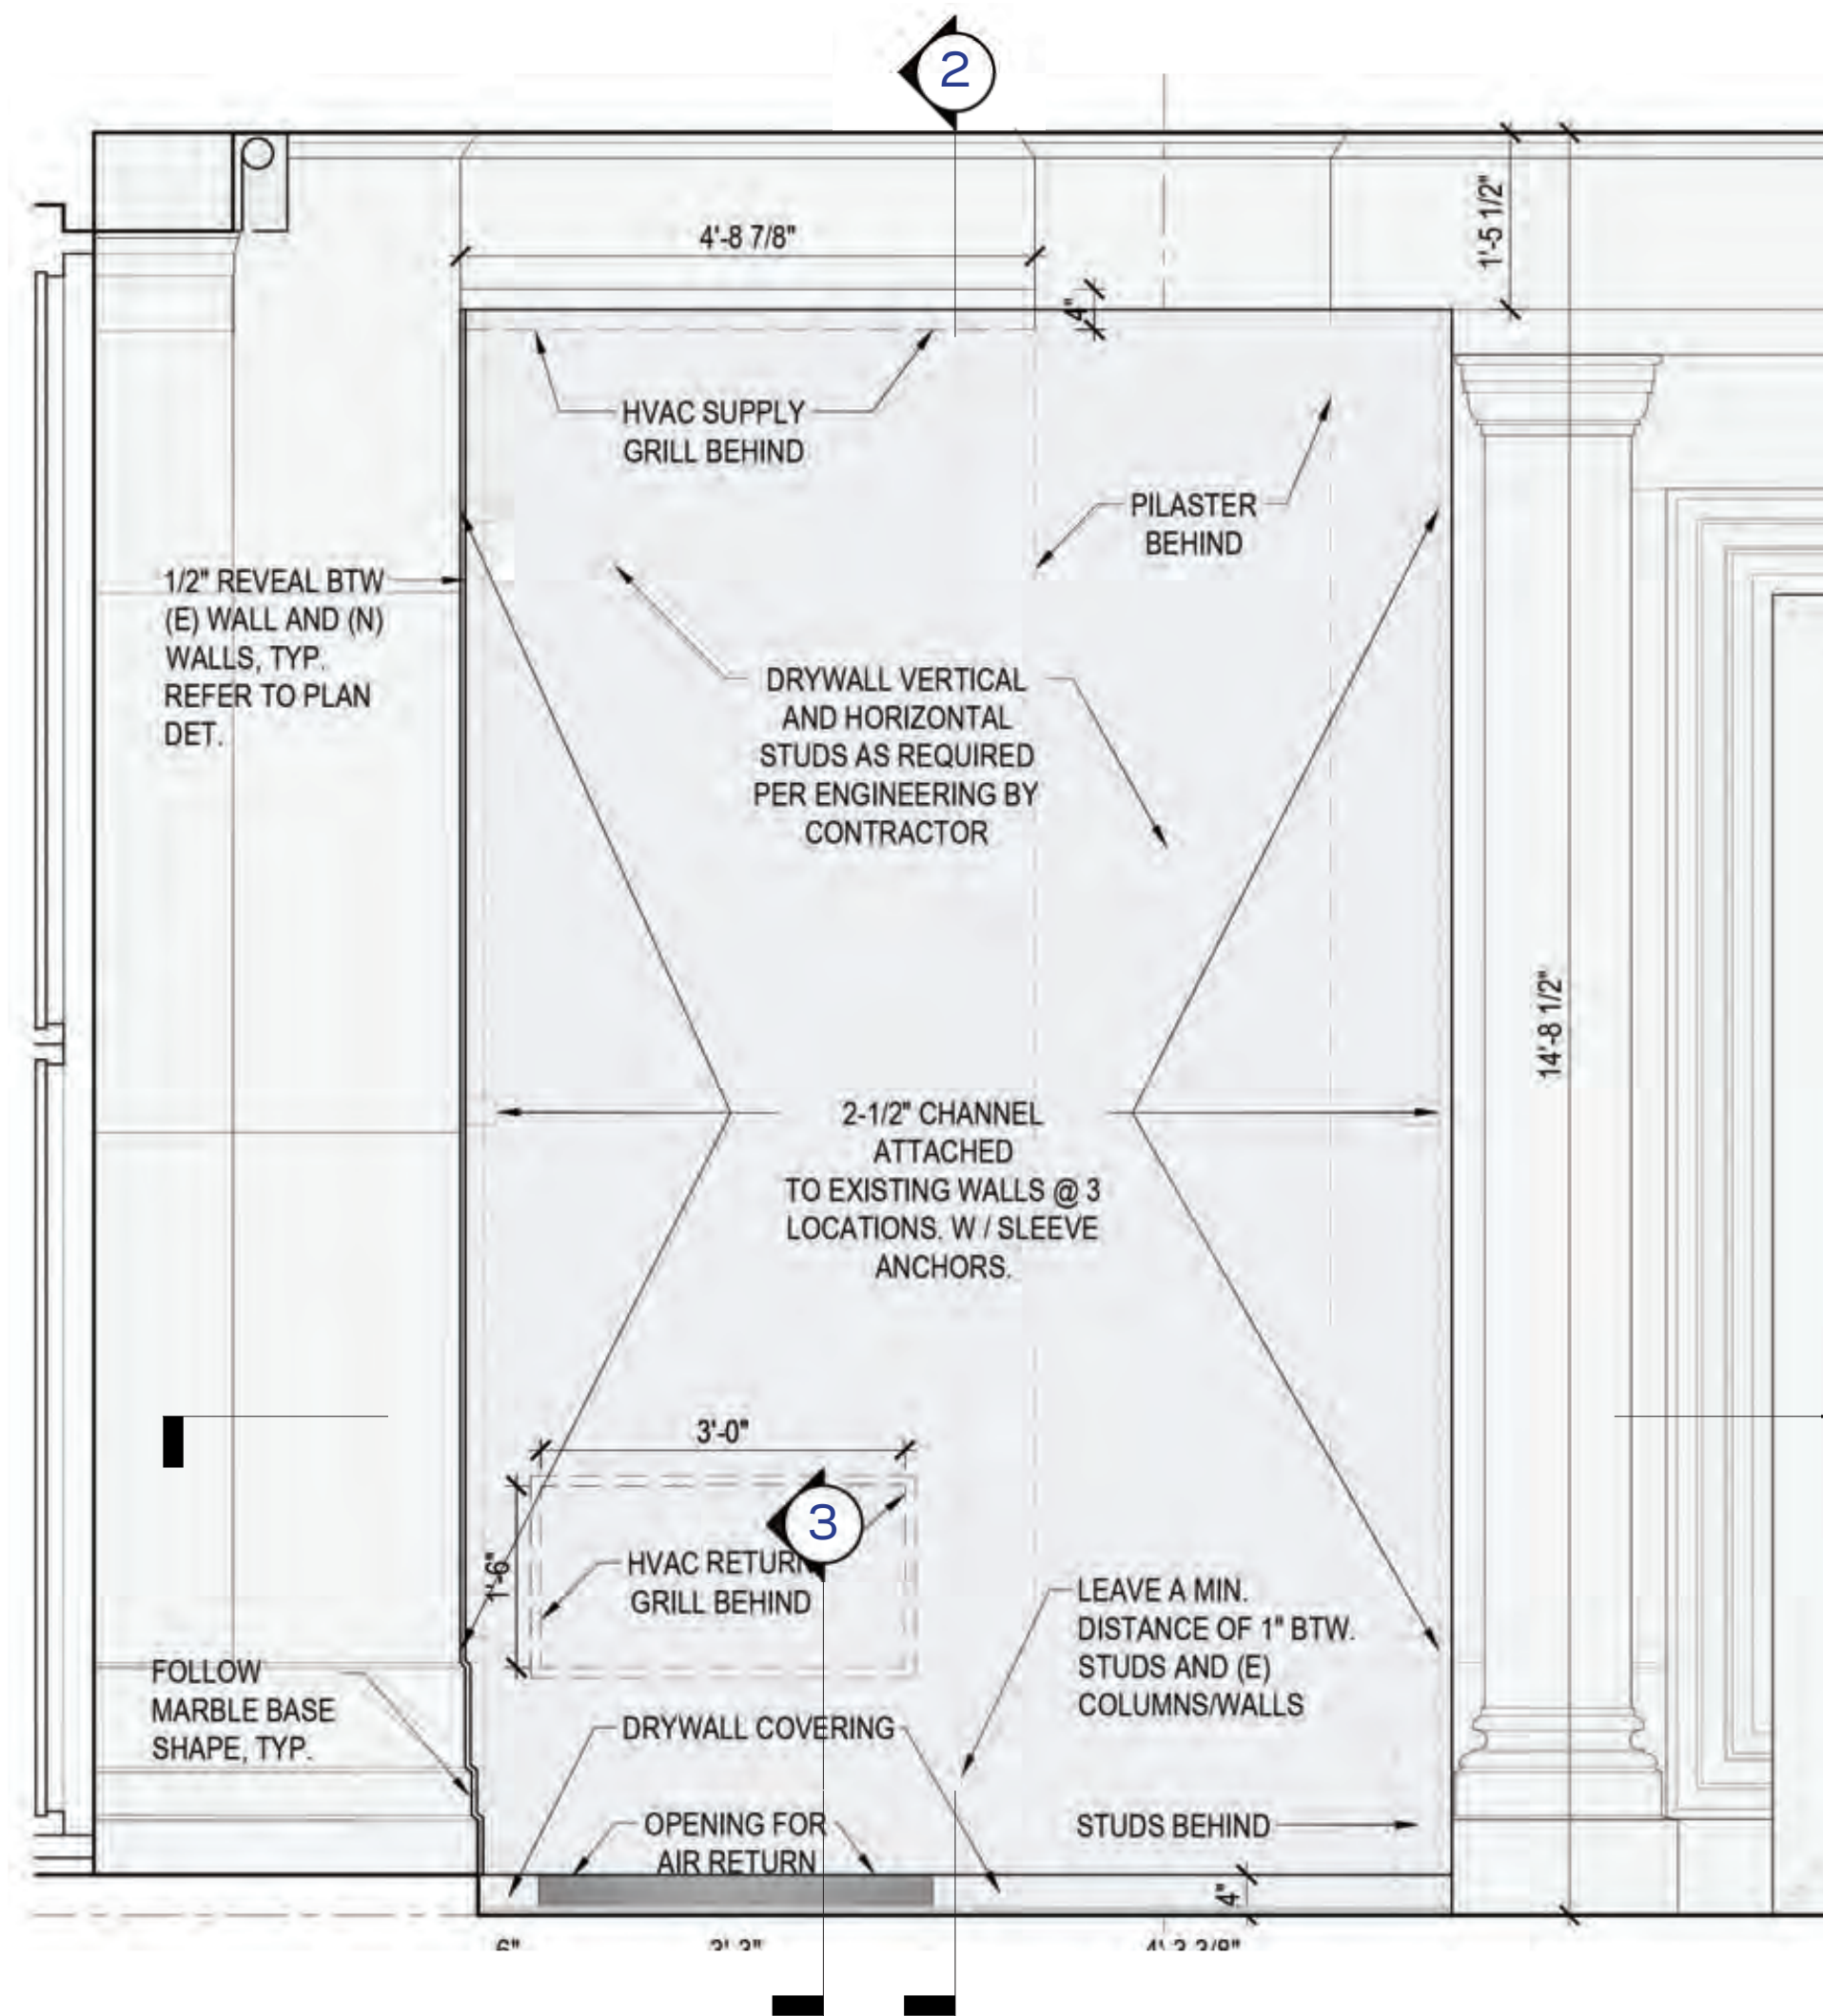 2
4'-8 7/8"
1'-5 1/2"
4"
HVAC SUPPLY
GRILL BEHIND
PILASTER
BEHIND
1/2" REVEAL BTW
(E) WALL AND (N)
WALLS, TYP.
REFER TO PLAN
DET.
DRYWALL VERTICAL
AND HORIZONTAL
STUDS AS REQUIRED
PER ENGINEERING BY
CONTRACTOR
14'-8 1/2"
2-1/2" CHANNEL
ATTACHED
TO EXISTING WALLS @ 3
LOCATIONS. W / SLEEVE
ANCHORS.
3'-0"
3
1'-6"
HVAC RETURN
GRILL BEHIND
LEAVE A MIN.
DISTANCE OF 1" BTW.
STUDS AND (E)
COLUMNS/WALLS
FOLLOW
MARBLE BASE
SHAPE, TYP.
DRYWALL COVERING
OPENING FOR
AIR RETURN
STUDS BEHIND
4"
6"
3'-3"